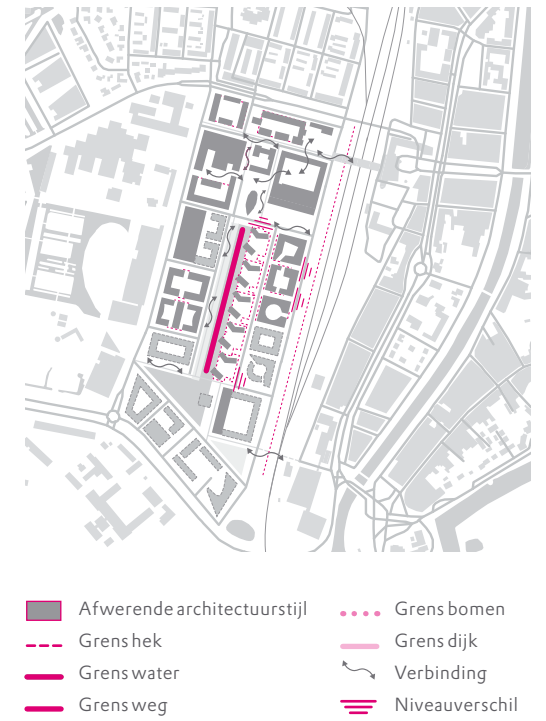 Afwerende architectuurstijl
Grens hek
Grens water
Grens weg
Grens bomen
Grens dijk
Verbinding
Niveauverschil